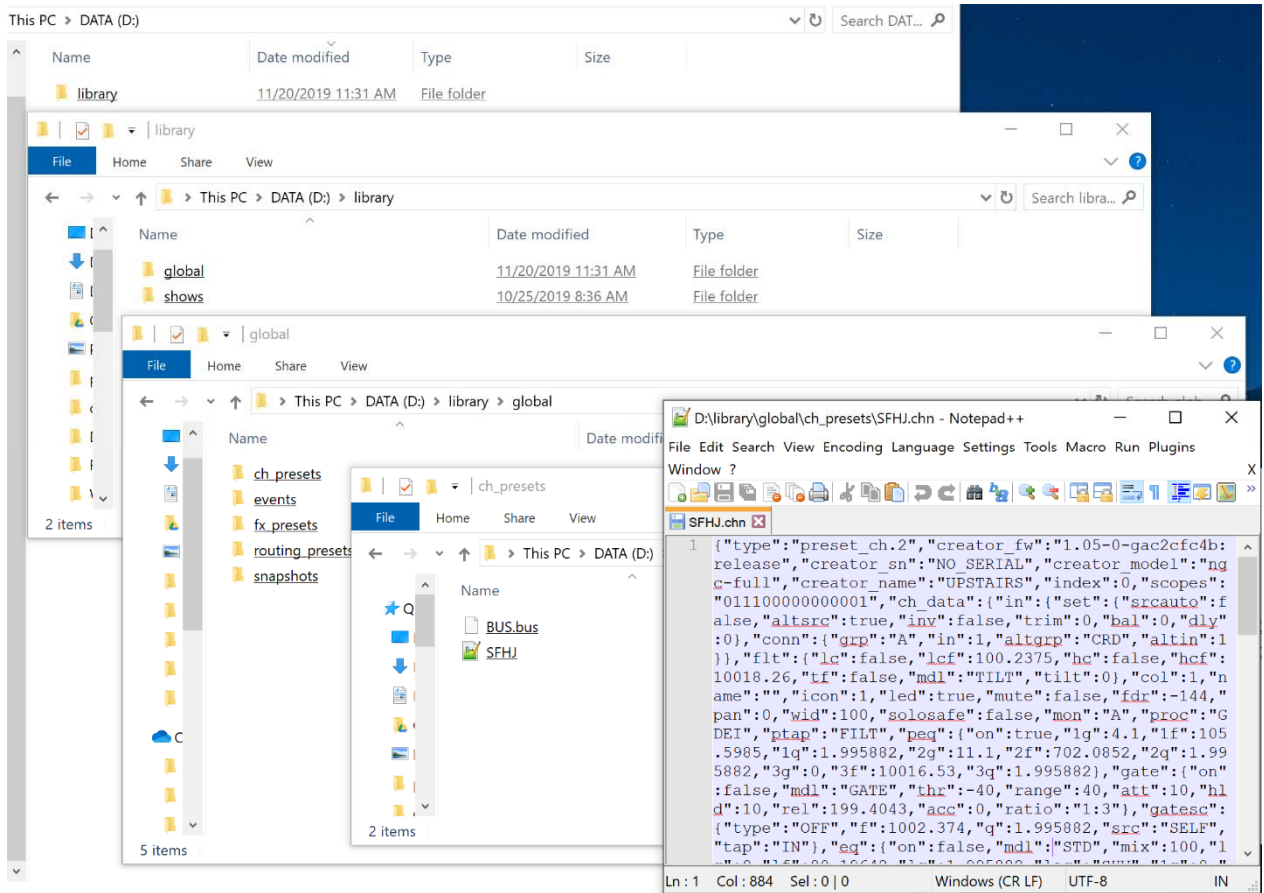 This PC > DATA (D:)
Search DAT...
Name Date modified Type Size
library 11/20/2019 11:31 AM File folder
library
File Home Share View
This PC > DATA (D:) > library
Search libra...
Name Date modified Type Size
global 11/20/2019 11:31 AM File folder
shows 10/25/2019 8:36 AM File folder
2 items
global
File Home Share View
This PC > DATA (D:) > library > global
Name Date modifi
ch_presets
events
fx_presets
routing_presets
snapshots
5 items
ch_presets
File Home Share View
This PC > DATA (D:)
Name
BUS.bus
SFHJ
2 items
D:\library\global\ch_presets\SFHJ.chn - Notepad++
File Edit Search View Encoding Language Settings Tools Macro Run Plugins
Window ? X
SFHJ.chn
1 {"type":"preset_ch.2","creator_fw":"1.05-0-gac2cfc4b:
release","creator_sn":"NO_SERIAL","creator_model":"ng
c-full","creator_name":"UPSTAIRS","index":0,"scopes":
"011100000000001","ch_data":{"in":{"set":{"srcauto":f
alse,"altsrc":true,"inv":false,"trim":0,"bal":0,"dly"
:0},"conn":{"grp":"A","in":1,"altgrp":"CRD","altin":1
}},"flt":{"lc":false,"lcf":100.2375,"hc":false,"hcf":
10018.26,"tf":false,"mdl":"TILT","tilt":0},"col":1,"n
ame":"","icon":1,"led":true,"mute":false,"fdr":-144,"
pan":0,"wid":100,"solosafe":false,"mon":"A","proc":"G
DEI","ptap":"FILT","peq":{"on":true,"1g":4.1,"1f":105
.5985,"1q":1.995882,"2g":11.1,"2f":702.0852,"2q":1.99
5882,"3g":0,"3f":10016.53,"3q":1.995882},"gate":{"on"
:false,"mdl":"GATE","thr":-40,"range":40,"att":10,"hl
d":10,"rel":199.4043,"acc":0,"ratio":"1:3"},"gatesc":
{"type":"OFF","f":1002.374,"q":1.995882,"src":"SELF",
"tap":"IN"},"eq":{"on":false,"mdl":"STD","mix":100,"l
Ln : 1 Col : 884 Sel : 0 | 0 Windows (CR LF) UTF-8 IN